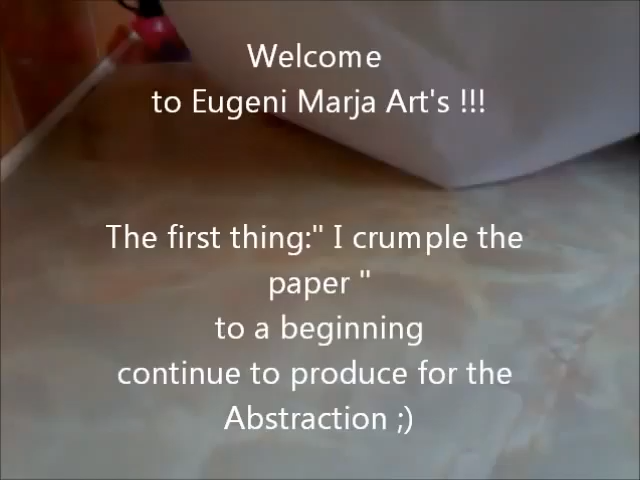 Welcome
to Eugeni Marja Art's !!!
The first thing:" I crumple the
paper "
to a beginning
continue to produce for the
Abstraction ;)